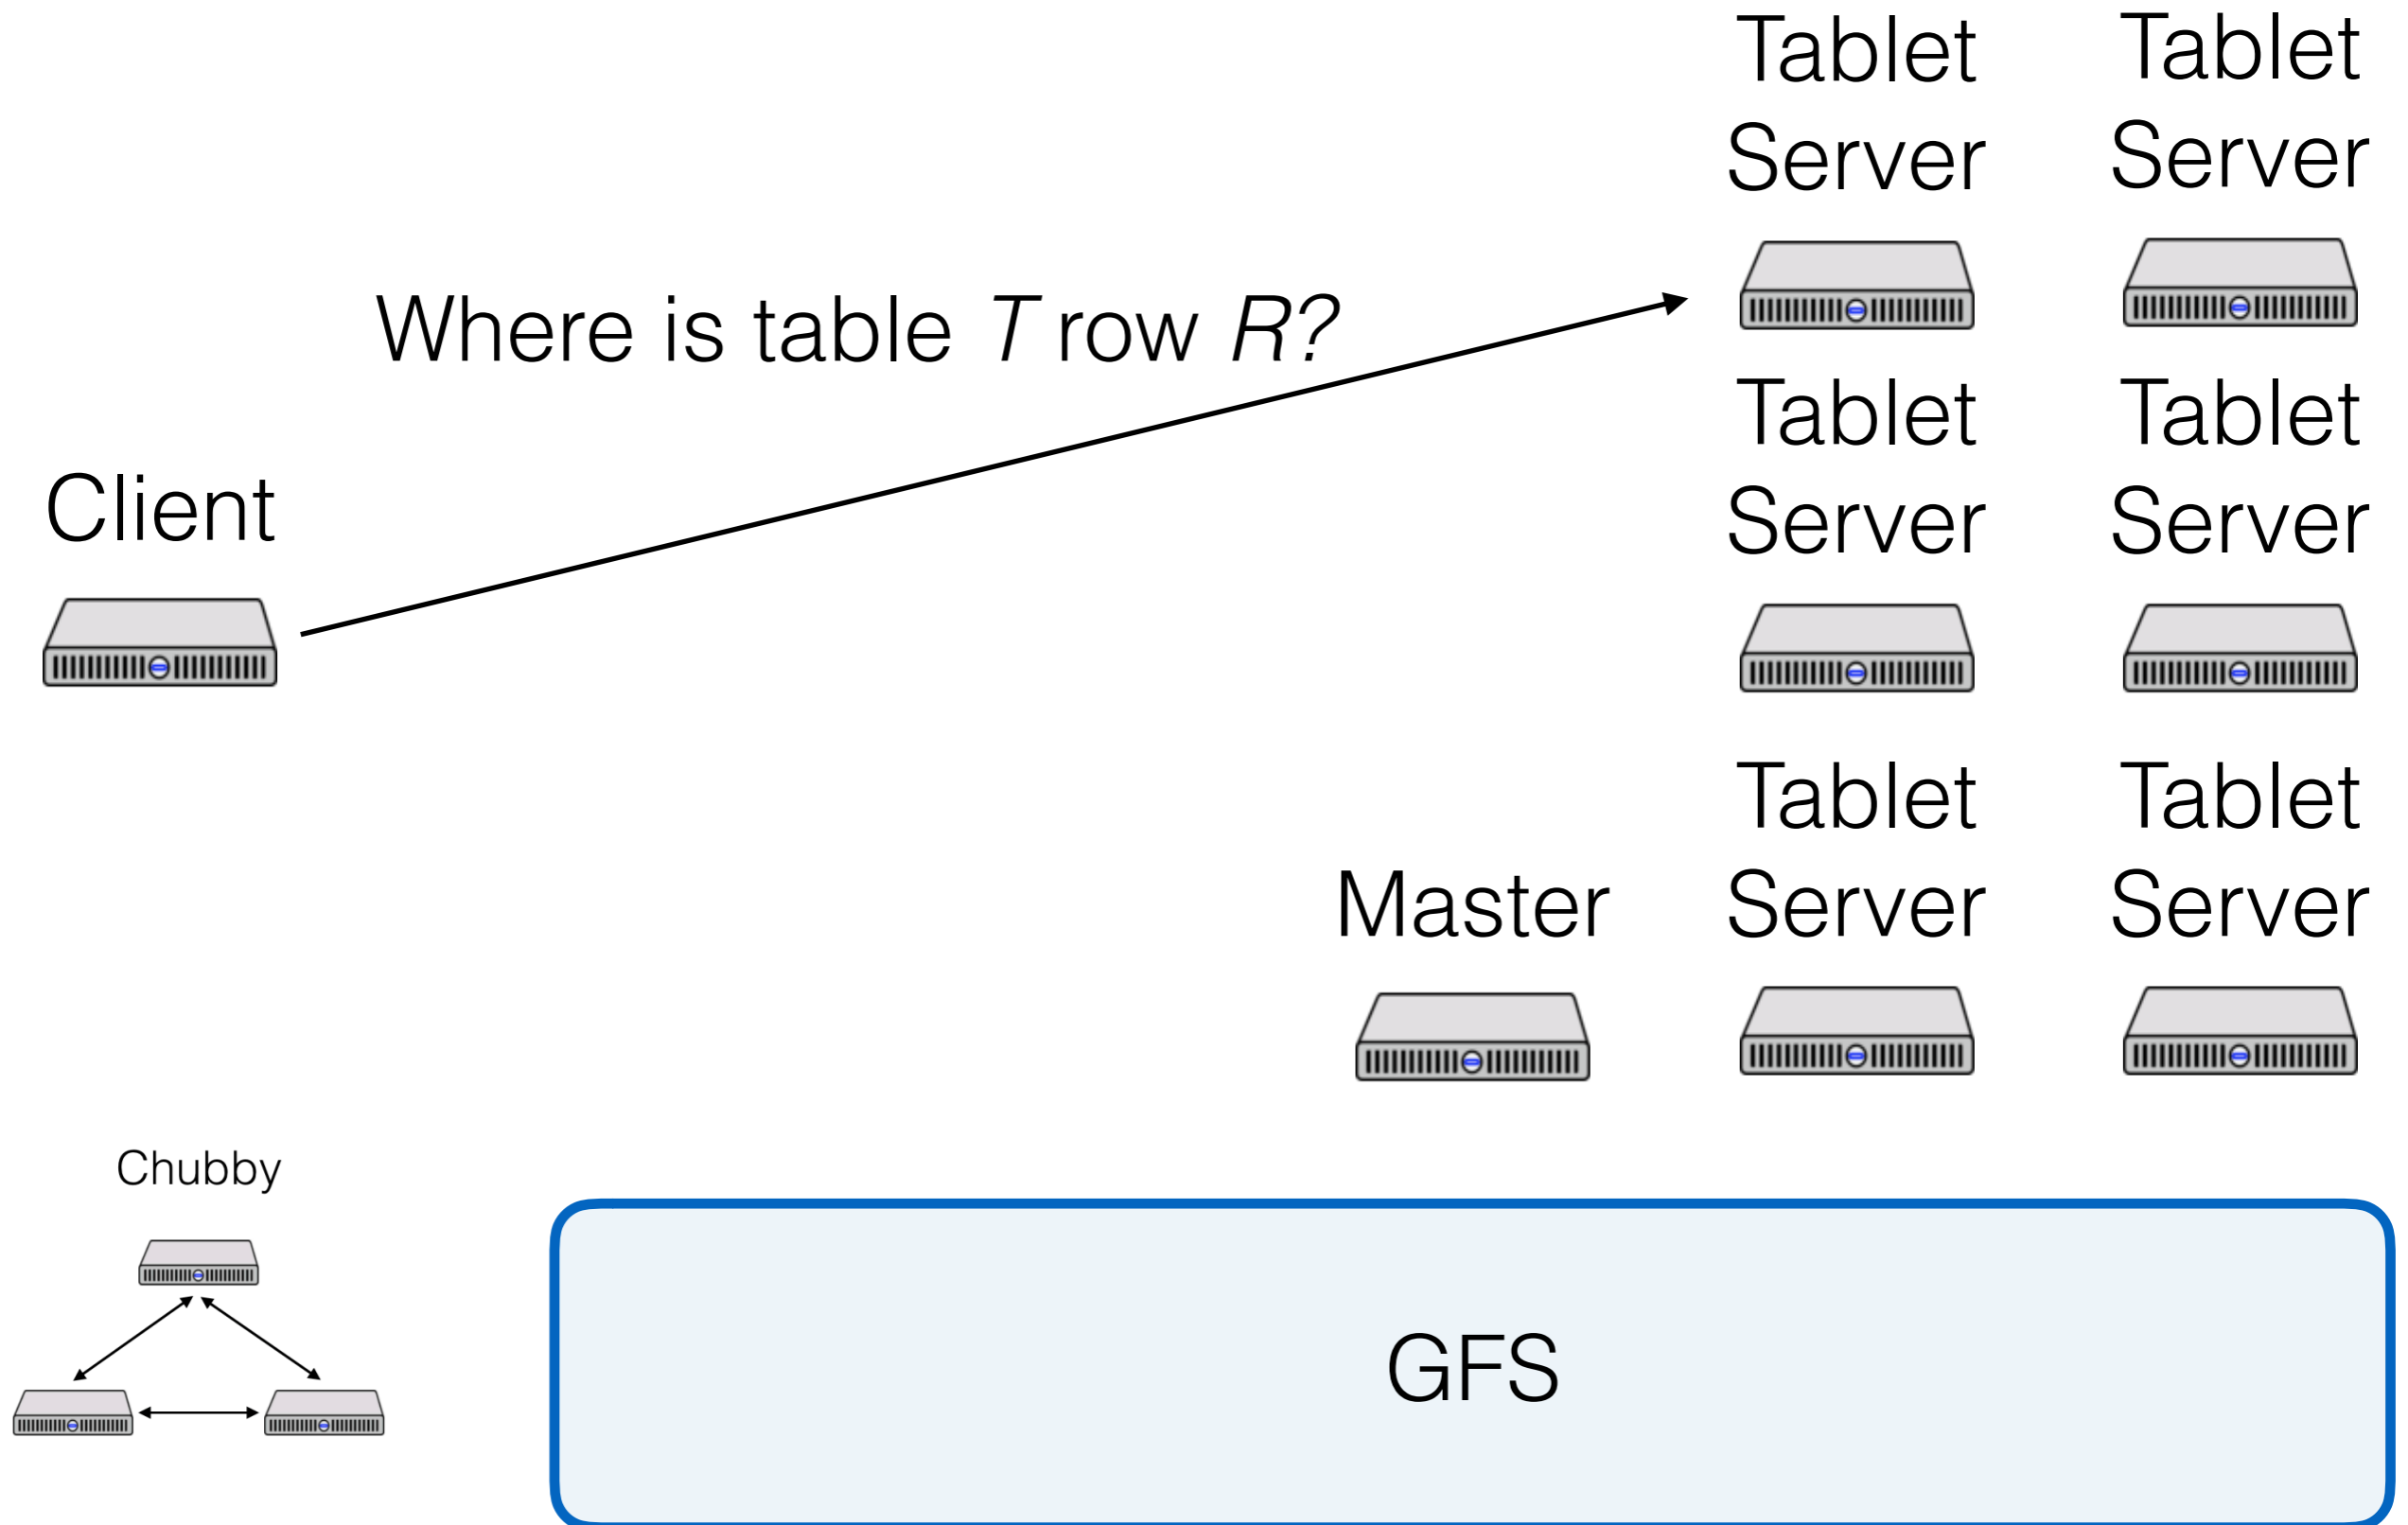 Tablet
Server
Tablet
Server
Where is table T row R?
Client
Tablet
Server
Tablet
Server
Tablet
Server
Tablet
Server
Master
Chubby
GFS